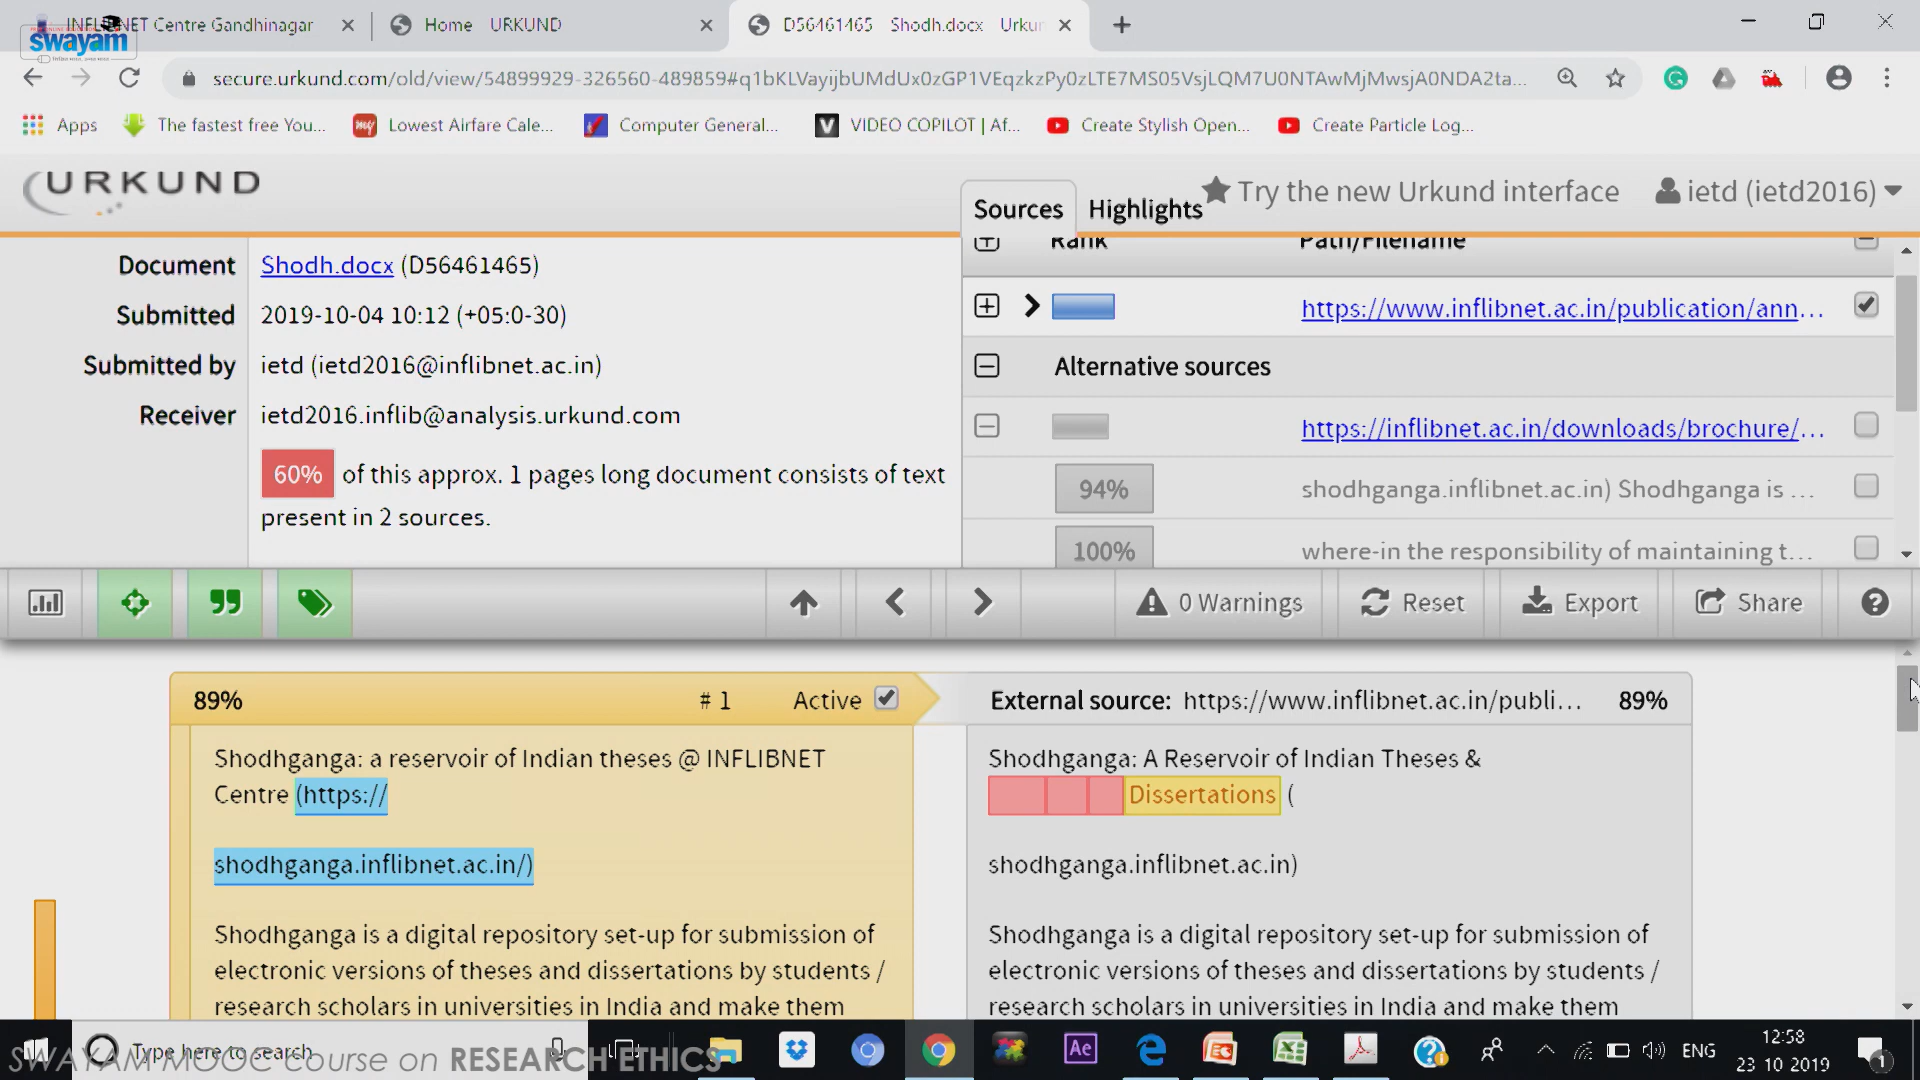 INFLIBNET Centre Gandhinagar
Home URKUND
D56461465 Shodh.docx Urkun
swayam
secure.urkund.com/old/view/54899929-326560-489859#q1bKLVayijbUMdUx0zGP1VEqzkzPy0zLTE7MS05VsjLQM7U0NTAwMjMwsjA0NDA2ta...
Apps
The fastest free You...
Lowest Airfare Cale...
Computer General...
VIDEO COPILOT | Af...
Create Stylish Open...
Create Particle Log...
URKUND
Sources
Highlights
Try the new Urkund interface
ietd (ietd2016)
Rank
Path/Filename
Document
Shodh.docx (D56461465)
Submitted
2019-10-04 10:12 (+05:0-30)
Submitted by
ietd (ietd2016@inflibnet.ac.in)
Receiver
ietd2016.inflib@analysis.urkund.com
60% of this approx. 1 pages long document consists of text
present in 2 sources.
https://www.inflibnet.ac.in/publication/ann...
Alternative sources
https://inflibnet.ac.in/downloads/brochure/...
94% shodhganga.inflibnet.ac.in) Shodhganga is ...
100% where-in the responsibility of maintaining t...
0 Warnings
Reset
Export
Share
89% # 1 Active
Shodhganga: a reservoir of Indian theses @ INFLIBNET
Centre (https://
shodhganga.inflibnet.ac.in/)
Shodhganga is a digital repository set-up for submission of
electronic versions of theses and dissertations by students /
research scholars in universities in India and make them
External source: https://www.inflibnet.ac.in/publi... 89%
Shodhganga: A Reservoir of Indian Theses &
Dissertations (
shodhganga.inflibnet.ac.in)
Shodhganga is a digital repository set-up for submission of
electronic versions of theses and dissertations by students /
research scholars in universities in India and make them
Type here to search
SWAYAM MOOC course on RESEARCH ETHICS
Ae
ENG
12:58
23 10 2019
1